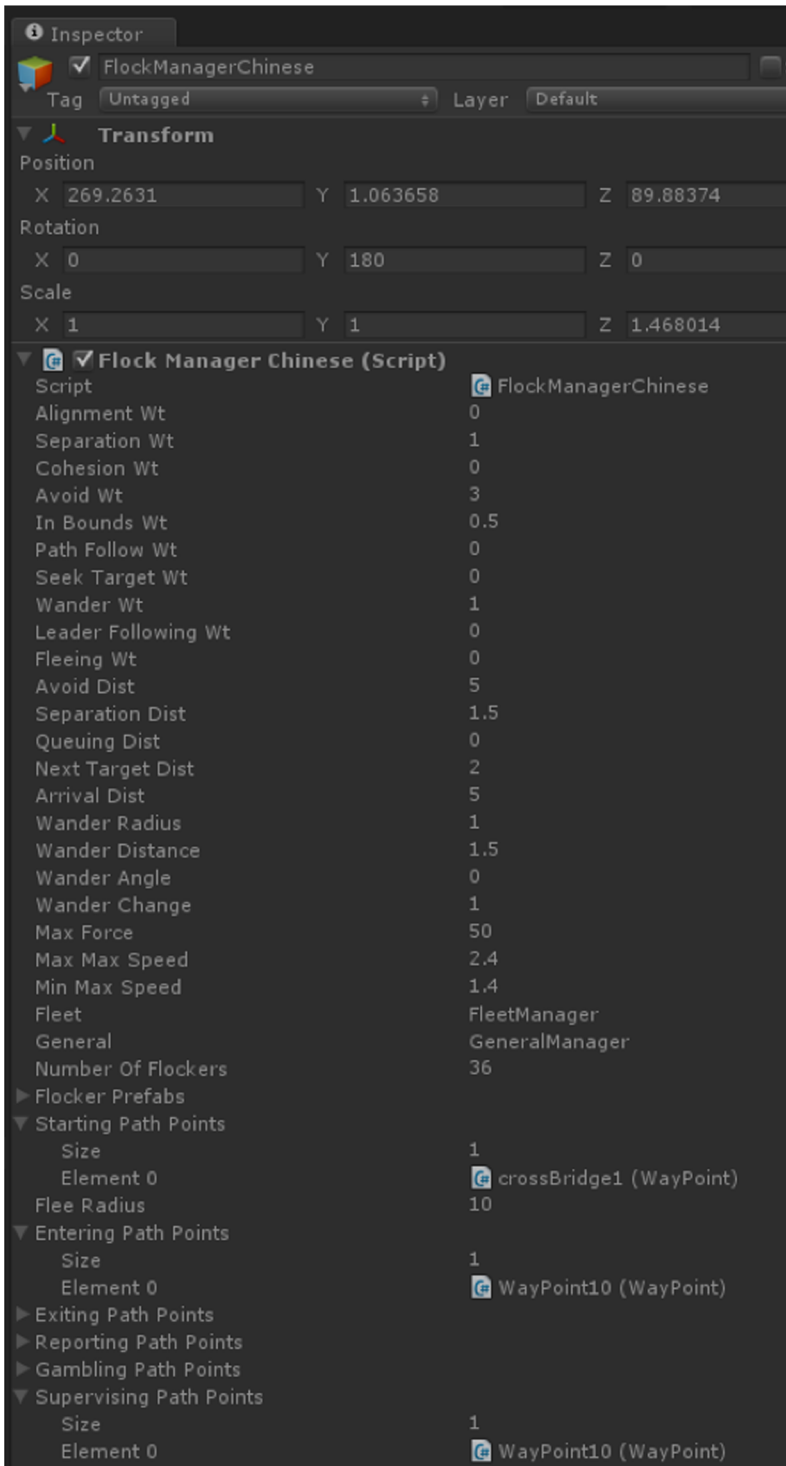 Inspector
FlockManagerChinese
Tag Untagged Layer Default
Transform
Position
X 269.2631 Y 1.063658 Z 89.88374
Rotation
X 0 Y 180 Z 0
Scale
X 1 Y 1 Z 1.468014
Flock Manager Chinese (Script)
Script FlockManagerChinese
Alignment Wt 0
Separation Wt 1
Cohesion Wt 0
Avoid Wt 3
In Bounds Wt 0.5
Path Follow Wt 0
Seek Target Wt 0
Wander Wt 1
Leader Following Wt 0
Fleeing Wt 0
Avoid Dist 5
Separation Dist 1.5
Queuing Dist 0
Next Target Dist 2
Arrival Dist 5
Wander Radius 1
Wander Distance 1.5
Wander Angle 0
Wander Change 1
Max Force 50
Max Max Speed 2.4
Min Max Speed 1.4
Fleet FleetManager
General GeneralManager
Number Of Flockers 36
Flocker Prefabs
Starting Path Points
Size 1
Element 0 crossBridge1 (WayPoint)
Flee Radius 10
Entering Path Points
Size 1
Element 0 WayPoint10 (WayPoint)
Exiting Path Points
Reporting Path Points
Gambling Path Points
Supervising Path Points
Size 1
Element 0 WayPoint10 (WayPoint)